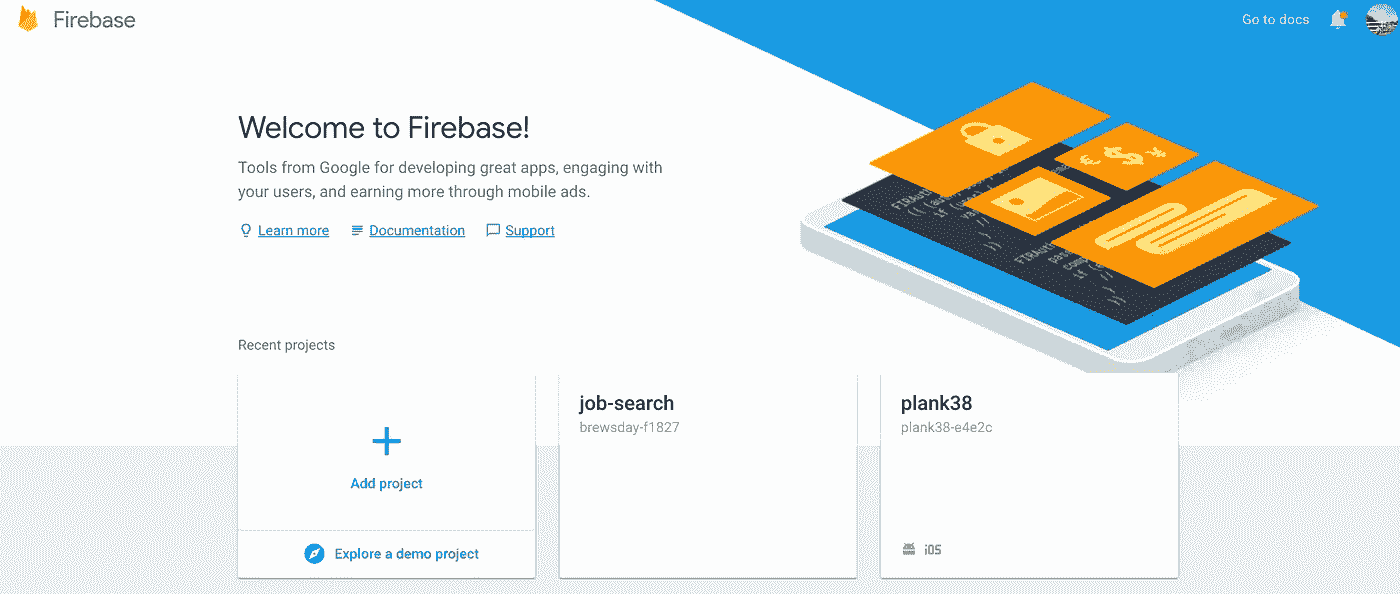 Firebase
Go to docs
Welcome to Firebase!
Tools from Google for developing great apps, engaging with
your users, and earning more through mobile ads.
Learn more
Documentation
Support
Recent projects
Add project
Explore a demo project
job-search
brewsday-f1827
plank38
plank38-e4e2c
iOS